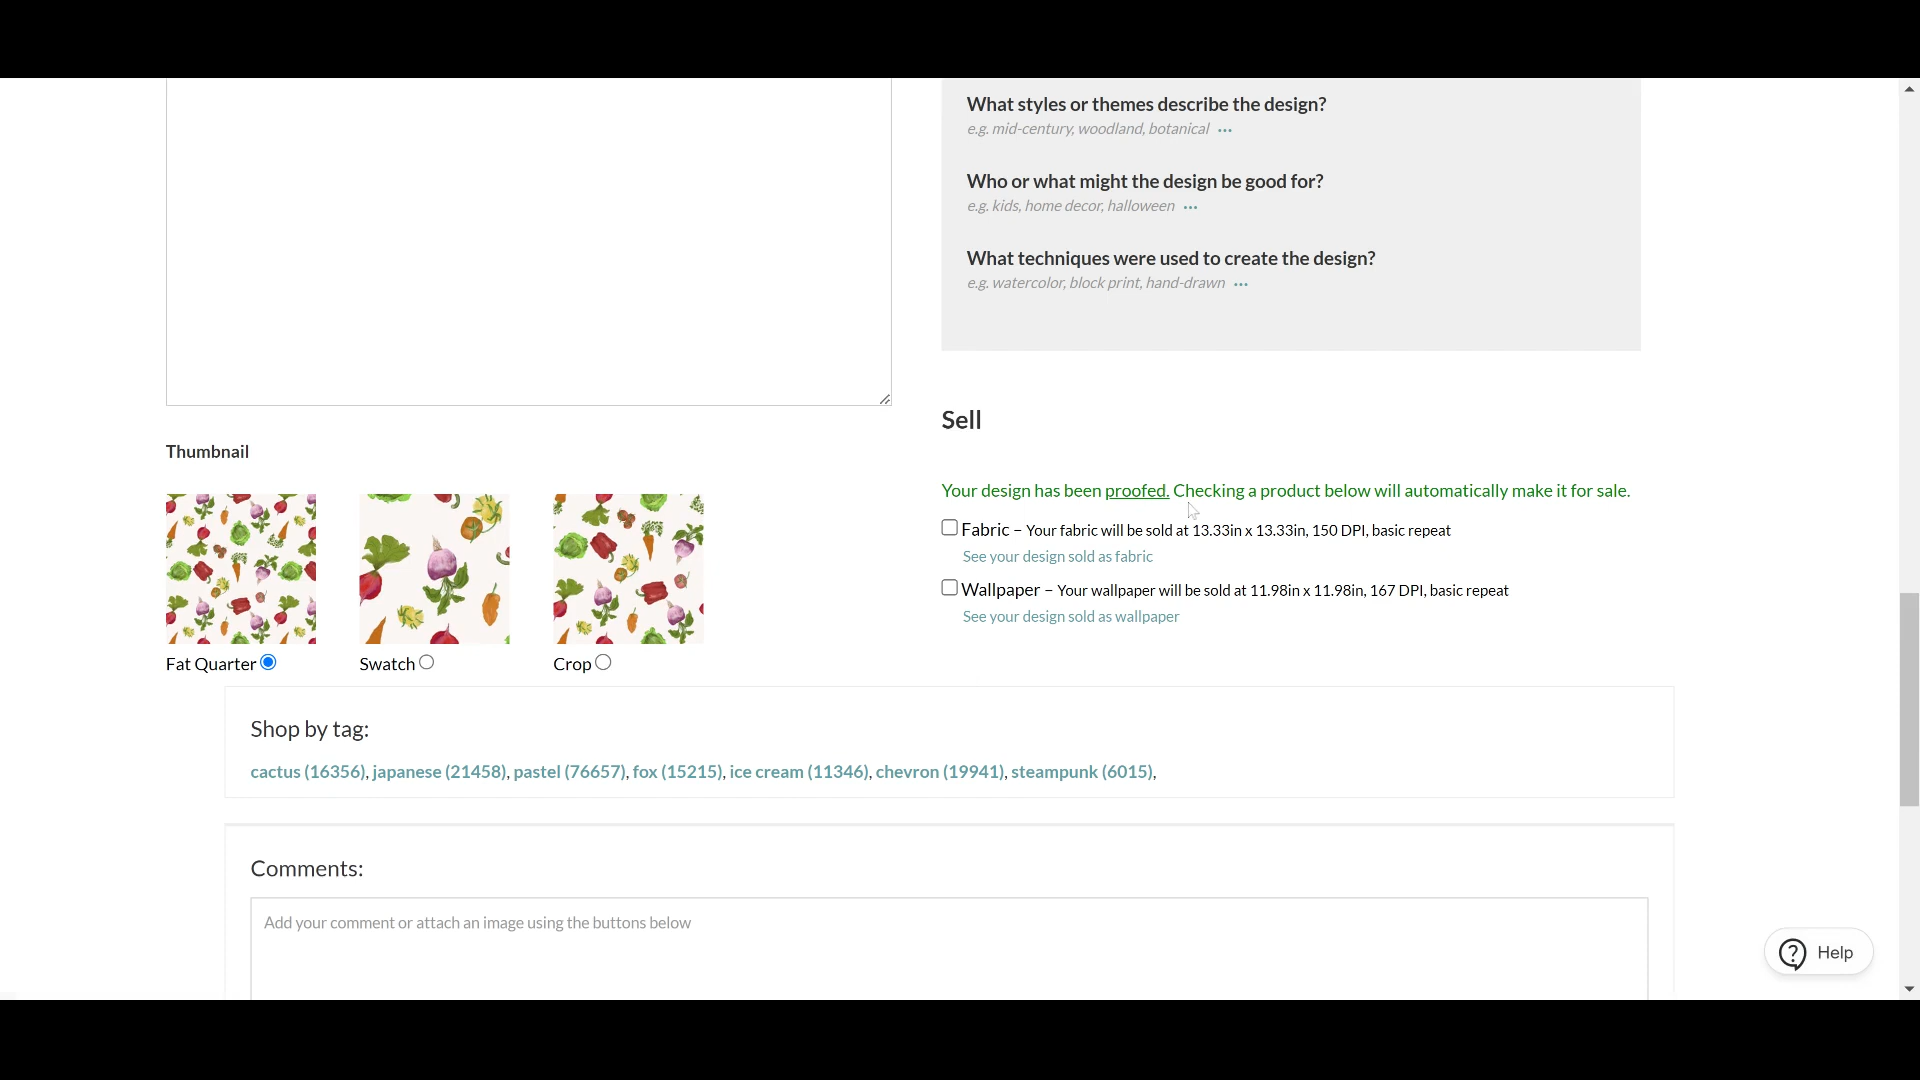 What styles or themes describe the design?
e.g. mid-century, woodland, botanical ...
Who or what might the design be good for?
e.g. kids, home decor, halloween ...
What techniques were used to create the design?
e.g. watercolor, block print, hand-drawn ...
Sell
Your design has been proofed. Checking a product below will automatically make it for sale.
Fabric – Your fabric will be sold at 13.33in x 13.33in, 150 DPI, basic repeat
See your design sold as fabric
Wallpaper – Your wallpaper will be sold at 11.98in x 11.98in, 167 DPI, basic repeat
See your design sold as wallpaper
Thumbnail
Fat Quarter
Swatch
Crop
Shop by tag:
cactus (16356), japanese (21458), pastel (76657), fox (15215), ice cream (11346), chevron (19941), steampunk (6015),
Comments:
Add your comment or attach an image using the buttons below
Help